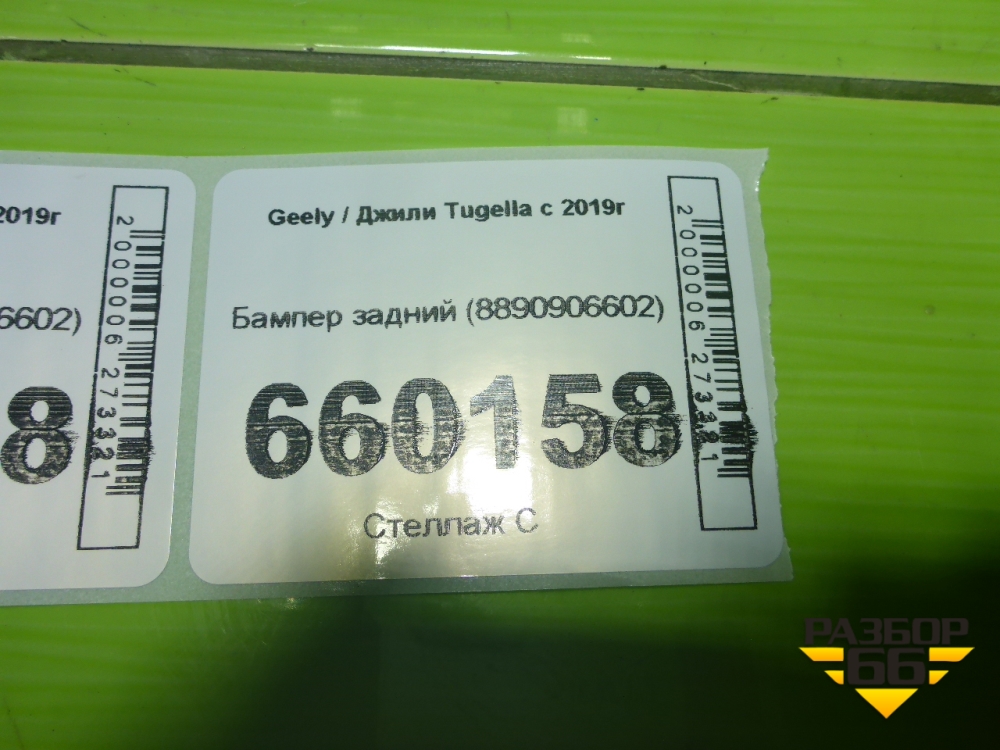 2019г
6602)
8
2000006273321
Geely / Джили Tugella с 2019г
Бампер задний (8890906602)
660158
Стеллаж С
2000006273321
РАЗБОР
66